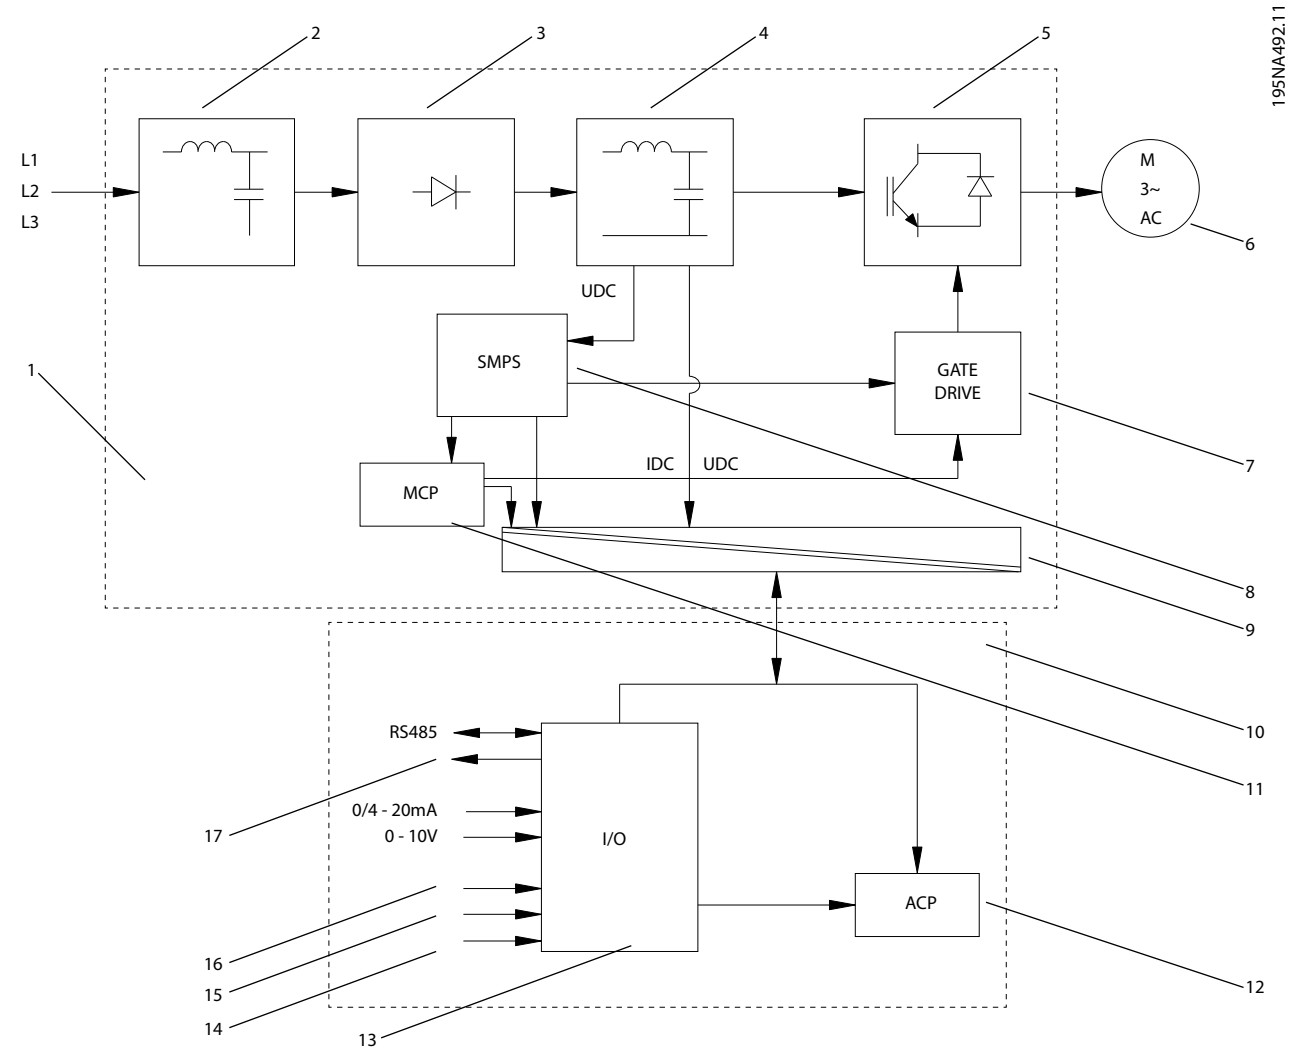 195NA492.11
2
3
4
5
L1
L2
L3
M
3~
AC
6
UDC
SMPS
GATE
DRIVE
1
7
IDC UDC
MCP
8
9
10
RS485
11
17
0/4 - 20mA
0 - 10V
I/O
ACP
16
15
12
14
13